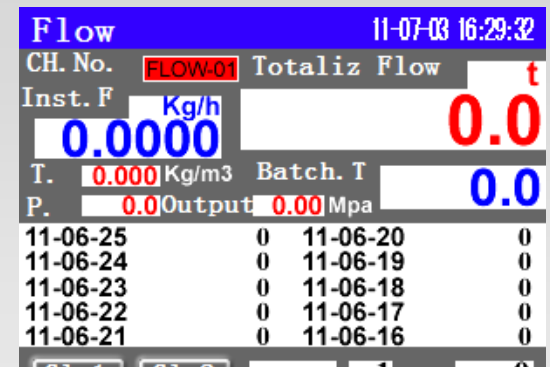 Flow 11-07-03 16:29:32
CH. No. FLOW-01 Totaliz Flow t
Inst. F Kg/h 0.0
0.0000
T. 0.000 Kg/m3 Batch. T 0.0
P. 0.0 Output 0.00 Mpa
11-06-25 0 11-06-20 0
11-06-24 0 11-06-19 0
11-06-23 0 11-06-18 0
11-06-22 0 11-06-17 0
11-06-21 0 11-06-16 0